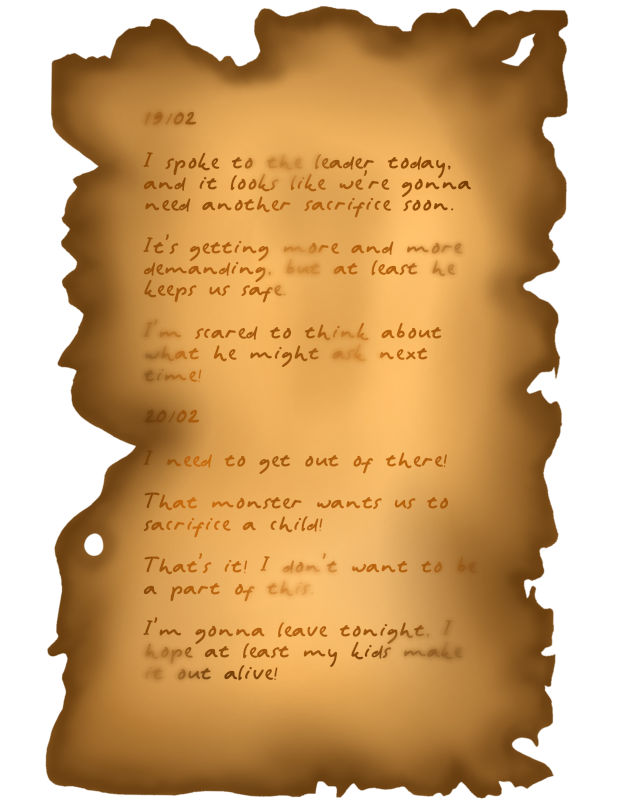 19/02
I spoke to the leader today,
and it looks like we're gonna
need another sacrifice soon.
It's getting more and more
demanding, but at least he
keeps us safe.
I'm scared to think about
what he might ask next
time!
20/02
I need to get out of there!
That monster wants us to
sacrifice a child!
That's it! I don't want to be
a part of this.
I'm gonna leave tonight, I
hope at least my kids make
it out alive!